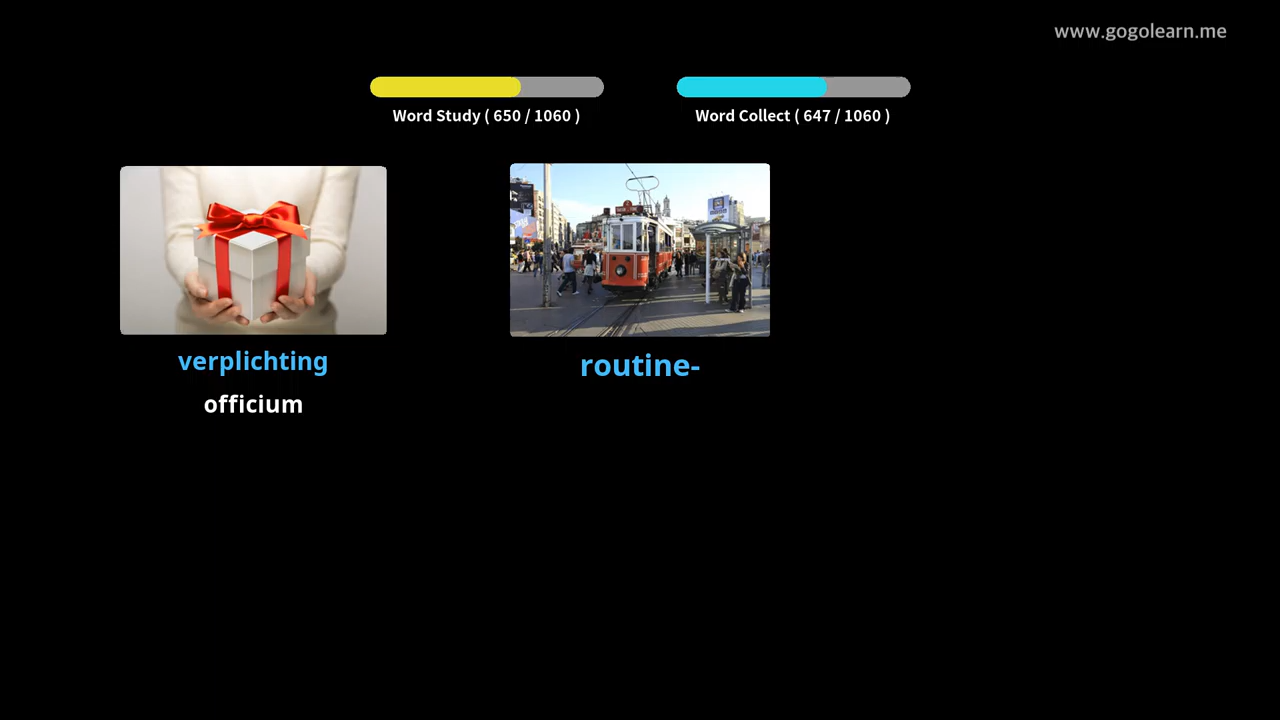 www.gogolearn.me
Word Study ( 650 / 1060 )
Word Collect ( 647 / 1060 )
verplichting
officium
routine-